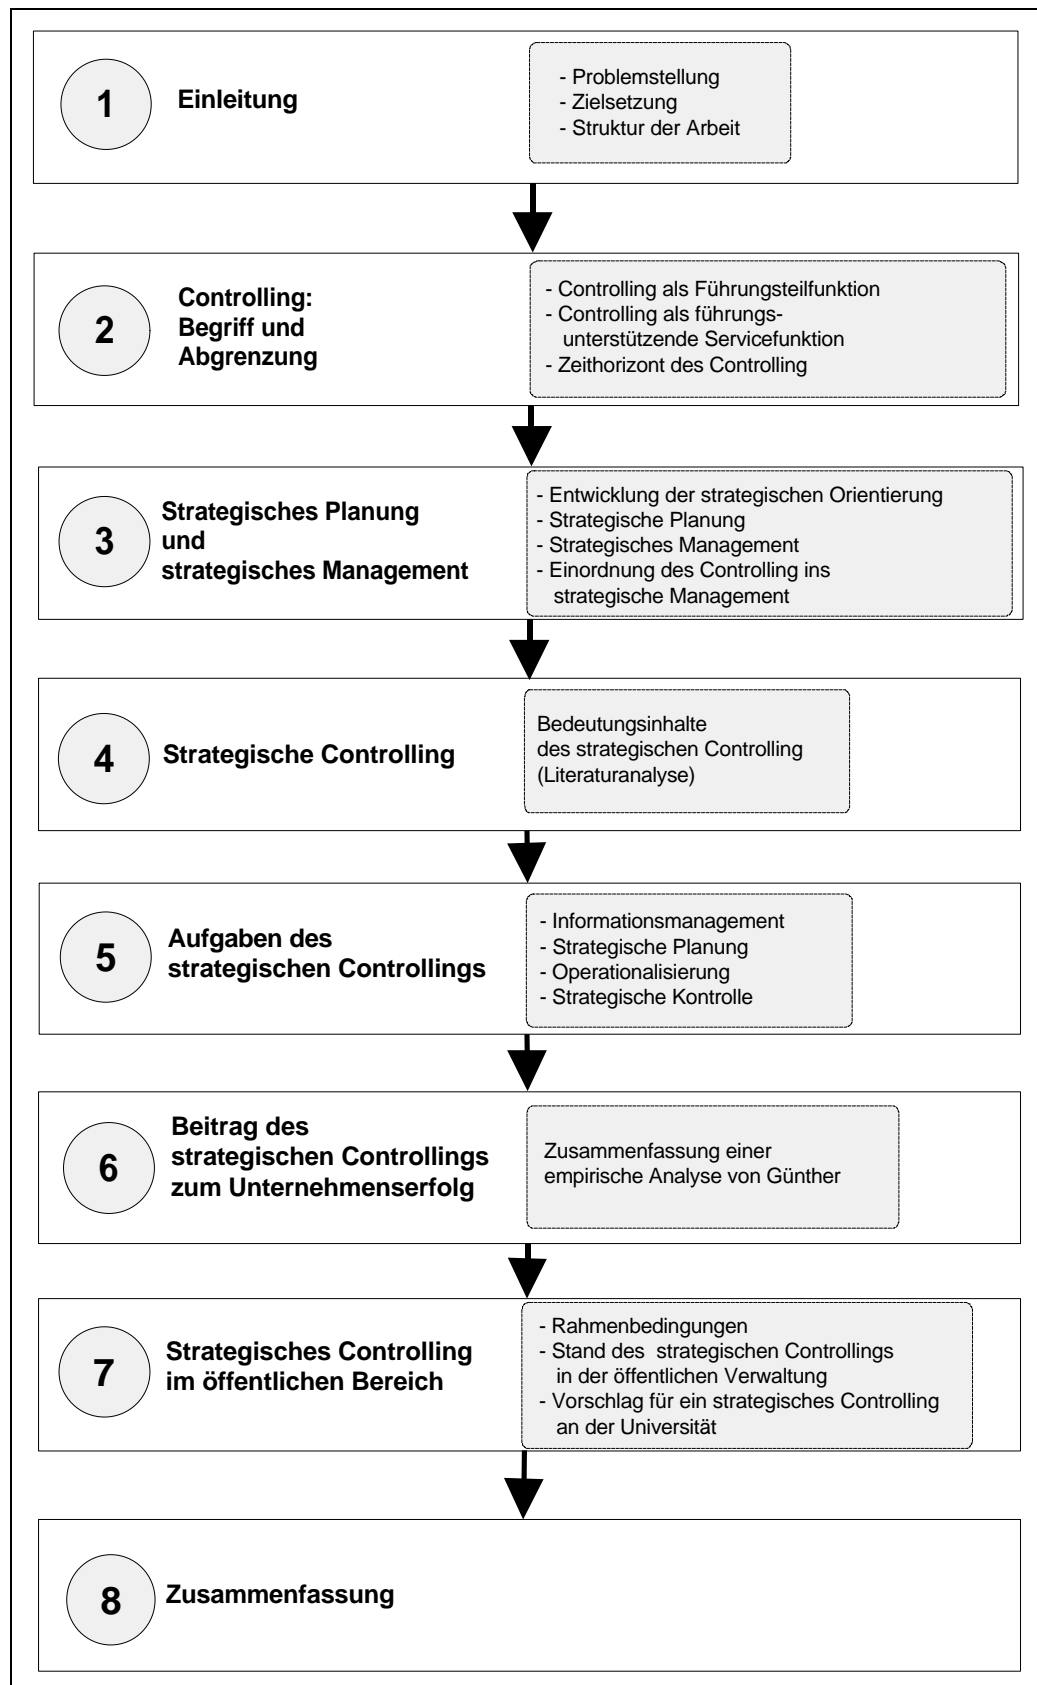 1
Einleitung
- Problemstellung
- Zielsetzung
- Struktur der Arbeit
2
Controlling:
Begriff und
Abgrenzung
- Controlling als Führungsteilfunktion
- Controlling als führungs-
unterstützende Servicefunktion
- Zeithorizont des Controlling
3
Strategisches Planung
und
strategisches Management
- Entwicklung der strategischen Orientierung
- Strategische Planung
- Strategisches Management
- Einordnung des Controlling ins
strategische Management
4
Strategische Controlling
Bedeutungsinhalte
des strategischen Controlling
(Literaturanalyse)
5
Aufgaben des
strategischen Controllings
- Informationsmanagement
- Strategische Planung
- Operationalisierung
- Strategische Kontrolle
6
Beitrag des
strategischen Controllings
zum Unternehmenserfolg
Zusammenfassung einer
empirische Analyse von Günther
7
Strategisches Controlling
im öffentlichen Bereich
- Rahmenbedingungen
- Stand des strategischen Controllings
in der öffentlichen Verwaltung
- Vorschlag für ein strategisches Controlling
an der Universität
8
Zusammenfassung